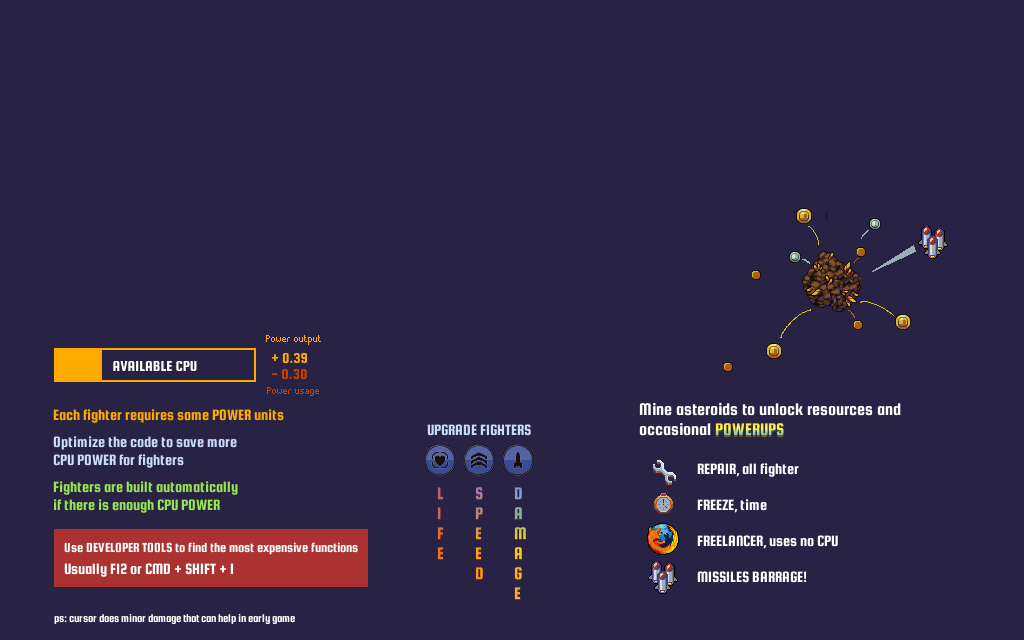 Power output
AVAILABLE CPU
+ 0.39
- 0.30
Power usage
Each fighter requires some POWER units
Optimize the code to save more
CPU POWER for fighters
Fighters are built automatically
if there is enough CPU POWER
Use DEVELOPER TOOLS to find the most expensive functions
Usually F12 or CMD + SHIFT + I
ps: cursor does minor damage that can help in early game
UPGRADE FIGHTERS
LIFE
SPEED
DAMAGE
Mine asteroids to unlock resources and
occasional POWERUPS
REPAIR, all fighter
FREEZE, time
FREELANCER, uses no CPU
MISSILES BARRAGE!